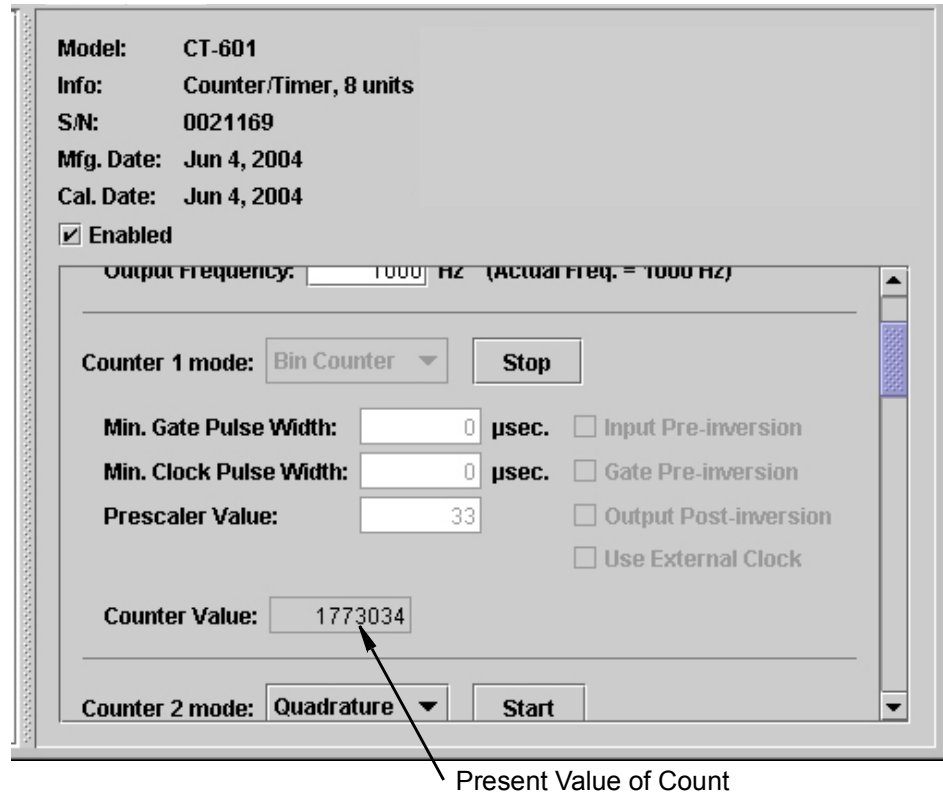 Model: CT-601
Info: Counter/Timer, 8 units
S/N: 0021169
Mfg. Date: Jun 4, 2004
Cal. Date: Jun 4, 2004
Enabled
Output Frequency: 1000 Hz (Actual Freq. = 1000 Hz)
Counter 1 mode: Bin Counter Stop
Min. Gate Pulse Width: 0 µsec. Input Pre-inversion
Min. Clock Pulse Width: 0 µsec. Gate Pre-inversion
Prescaler Value: 33 Output Post-inversion
Use External Clock
Counter Value: 1773034
Counter 2 mode: Quadrature Start
Present Value of Count